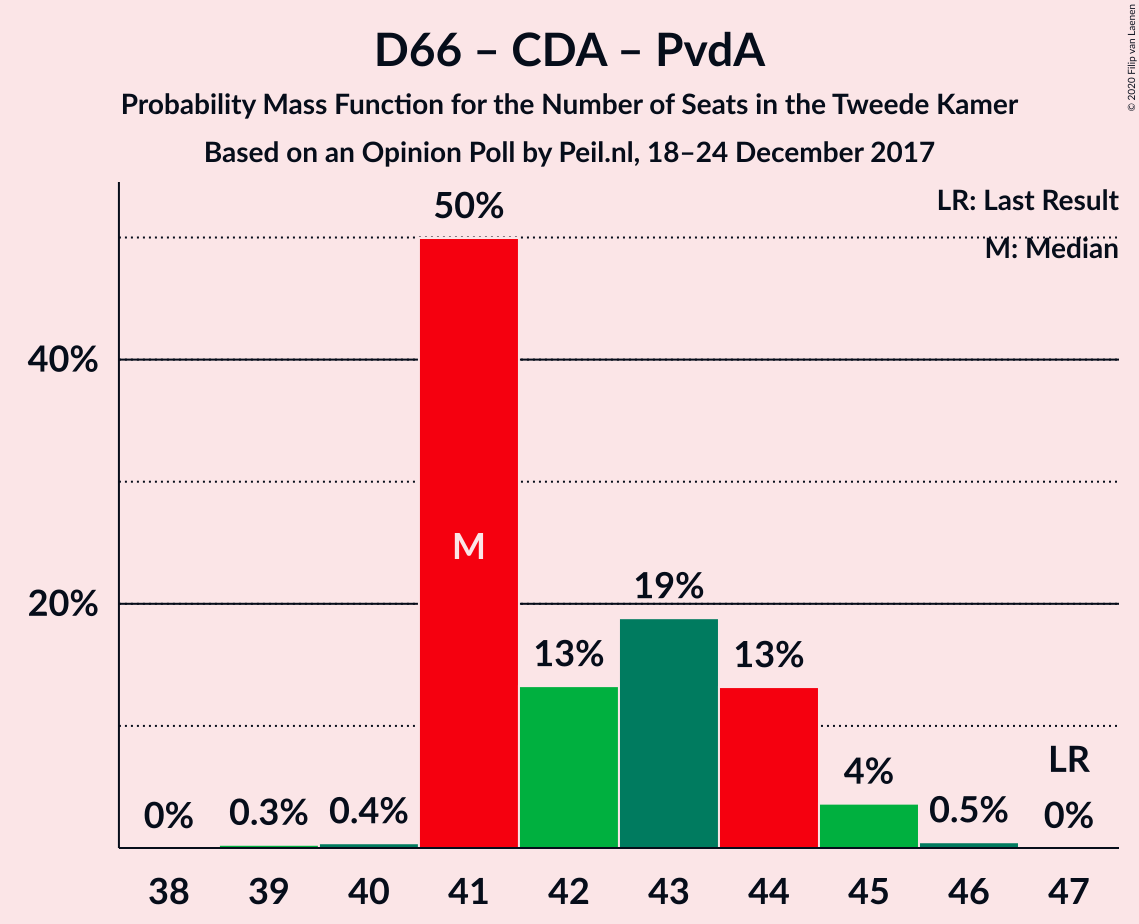 D66 – CDA – PvdA
Probability Mass Function for the Number of Seats in the Tweede Kamer
Based on an Opinion Poll by Peil.nl, 18–24 December 2017
© 2020 Filip van Laenen
LR: Last Result
M: Median
50%
40%
20%
M
19%
13%
13%
4%
LR
0%
0.3%
0.4%
0.5%
0%
38 39 40 41 42 43 44 45 46 47